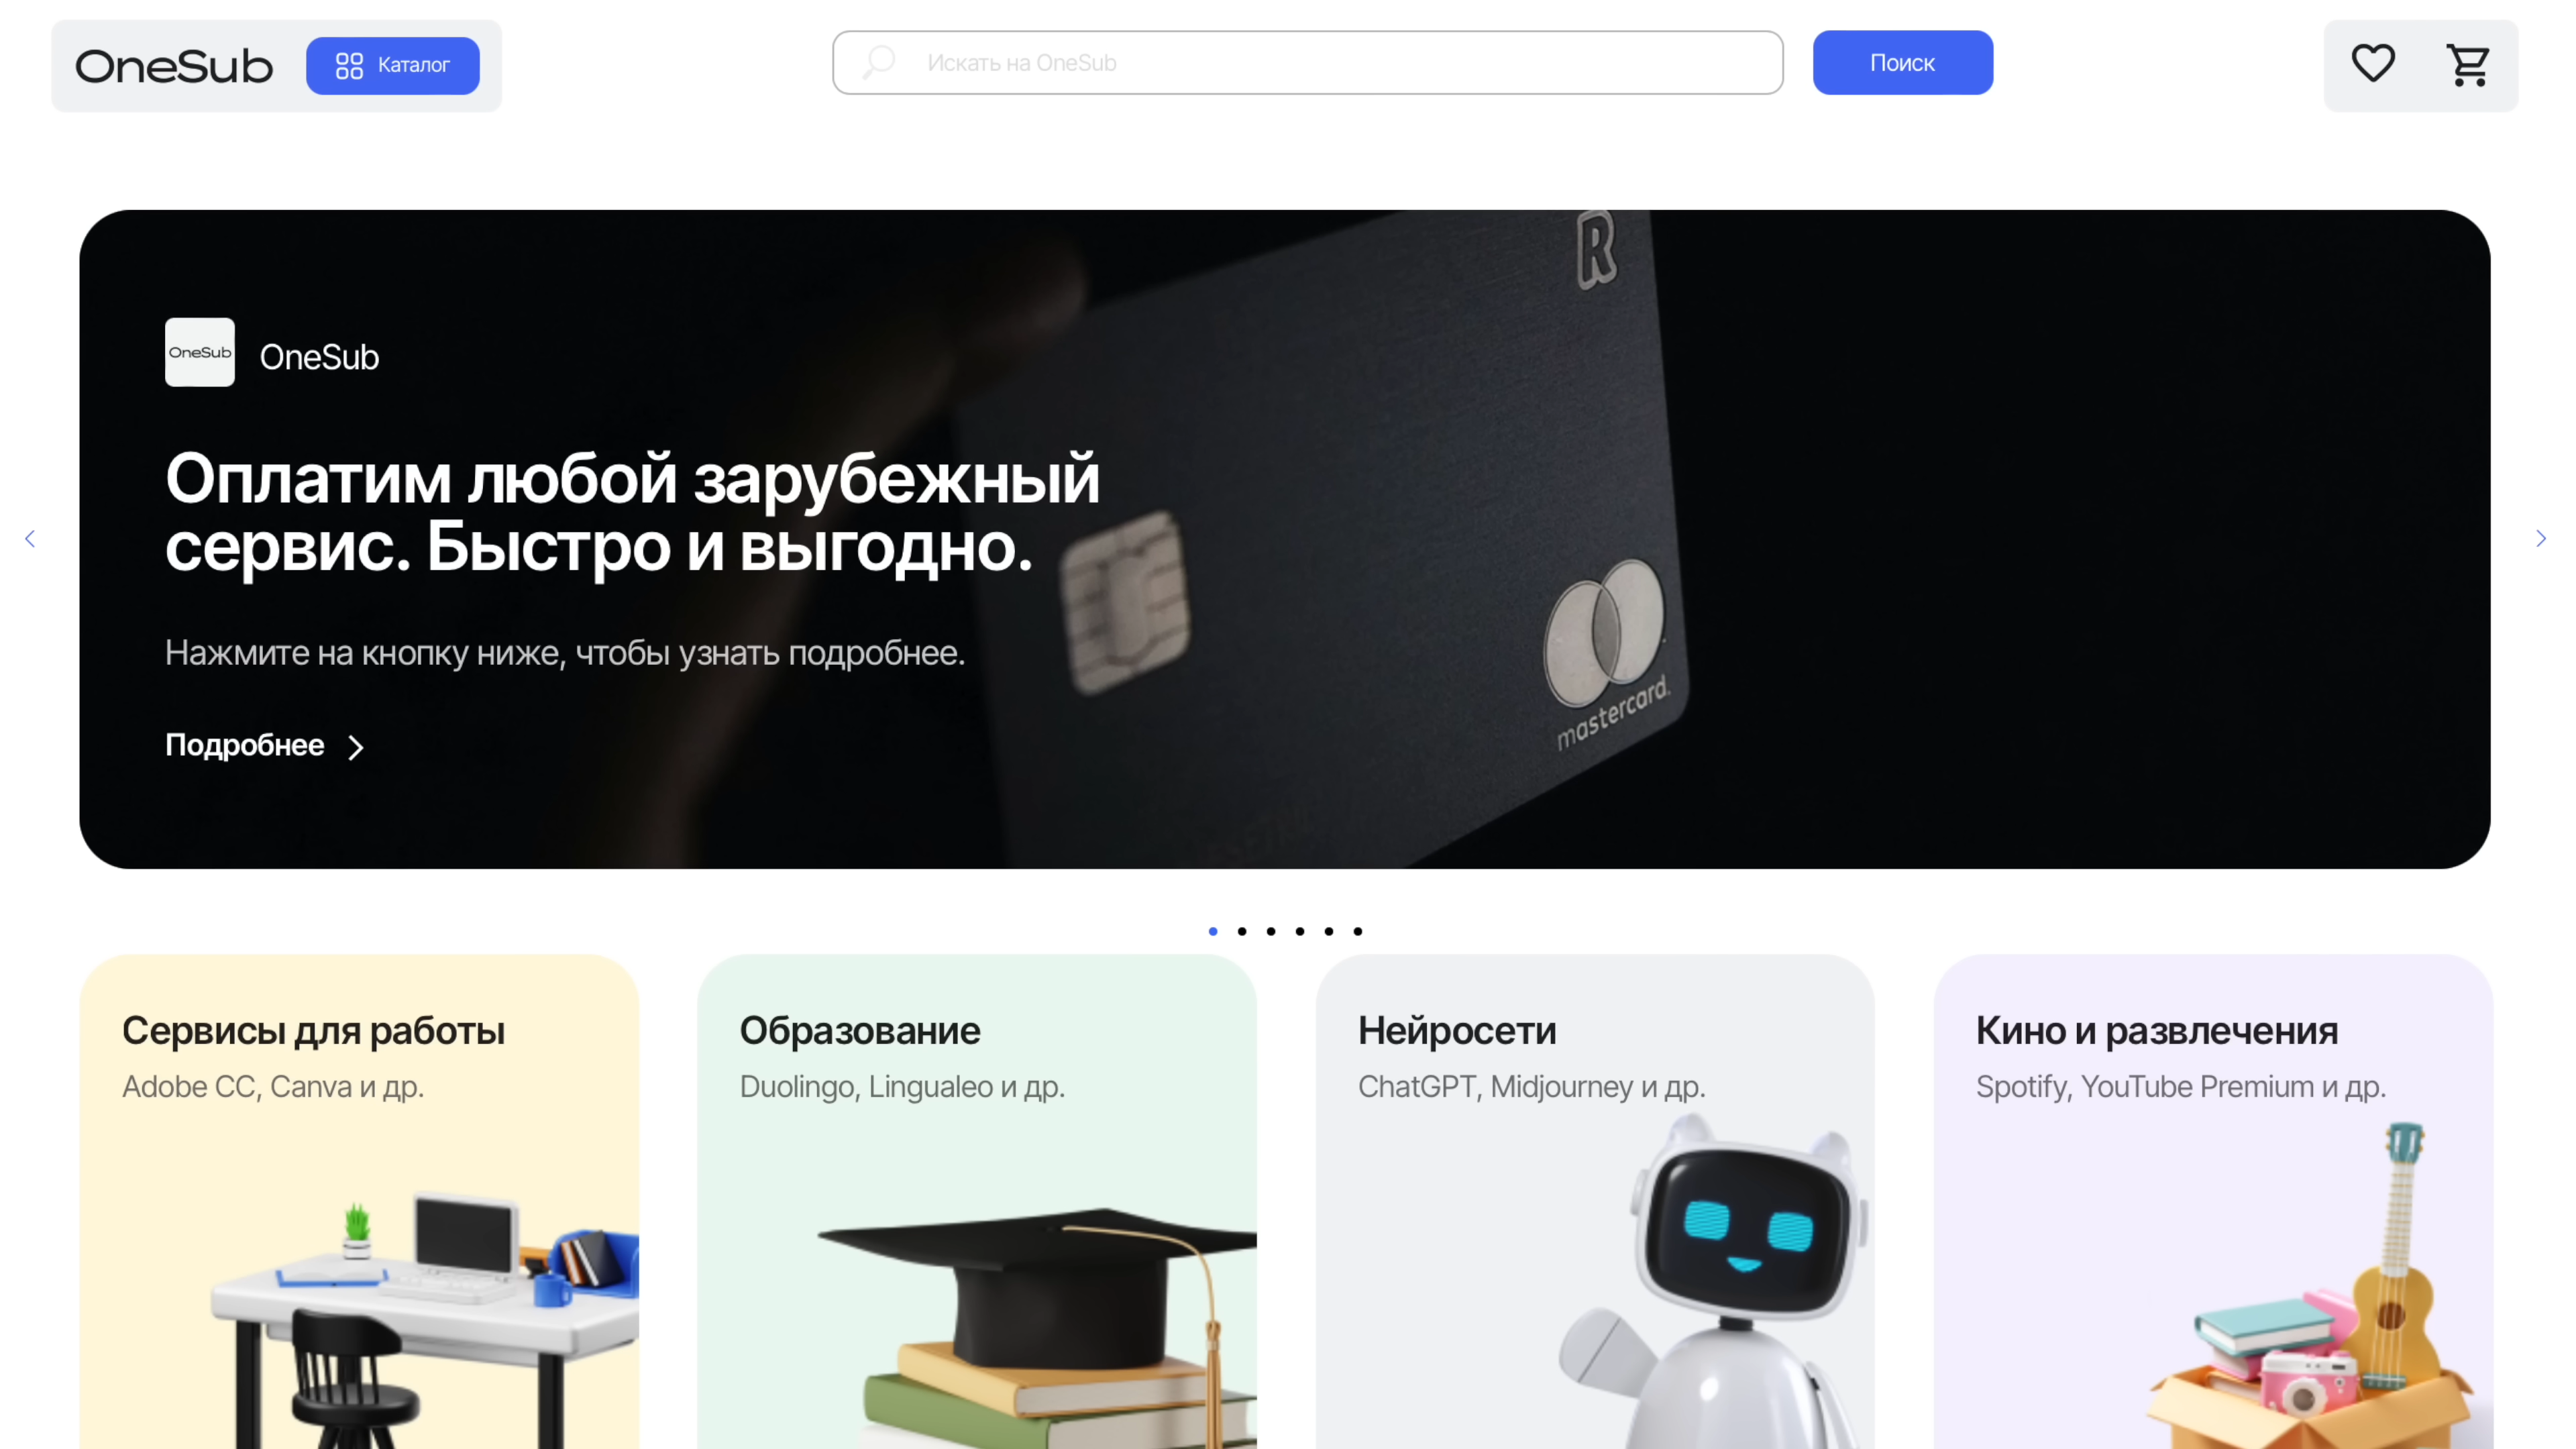 OneSub
Каталог
Искать на OneSub
Поиск
R
OneSub
OneSub
Оплатим любой зарубежный
сервис. Быстро и выгодно.
Нажмите на кнопку ниже, чтобы узнать подробнее.
Подробнее
mastercard.
Сервисы для работы
Adobe CC, Canva и др.
Образование
Duolingo, Lingualeo и др.
Нейросети
ChatGPT, Midjourney и др.
Кино и развлечения
Spotify, YouTube Premium и др.